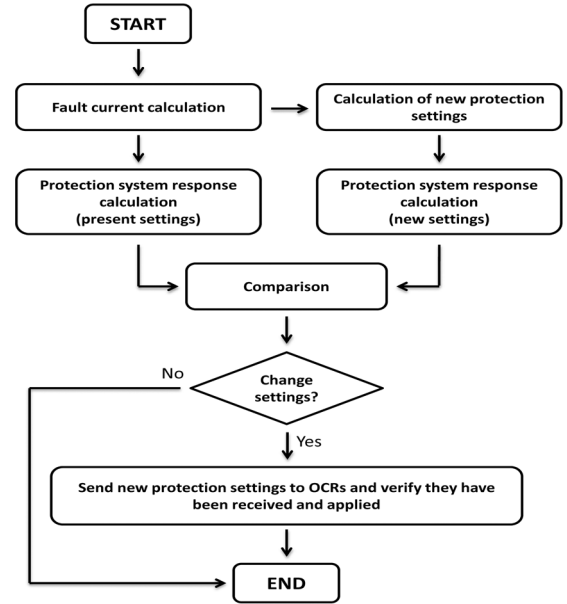 START
Fault current calculation
Calculation of new protection
settings
Protection system response
calculation
(present settings)
Protection system response
calculation
(new settings)
Comparison
Change
settings?
No
Yes
Send new protection settings to OCRs and verify they have
been received and applied
END